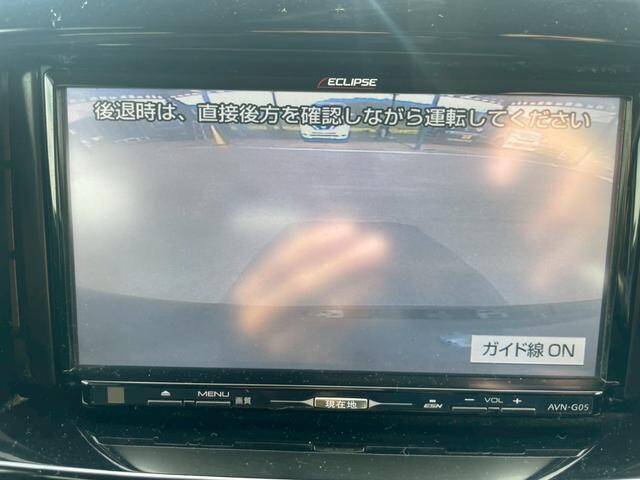 ECLIPSE
後退時は、直接後方を確認しながら運転してください
ガイド線 ON
MENU 画質 現在地 ESN − VOL + AVN-G05